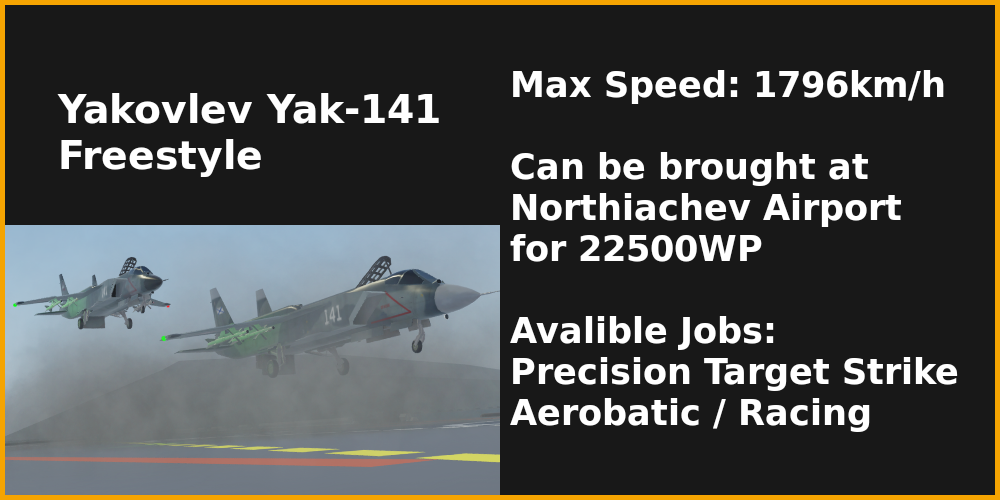 Yakovlev Yak-141
Freestyle
Max Speed: 1796km/h
Can be brought at
Northiachev Airport
for 22500WP
Avalible Jobs:
Precision Target Strike
Aerobatic / Racing
141